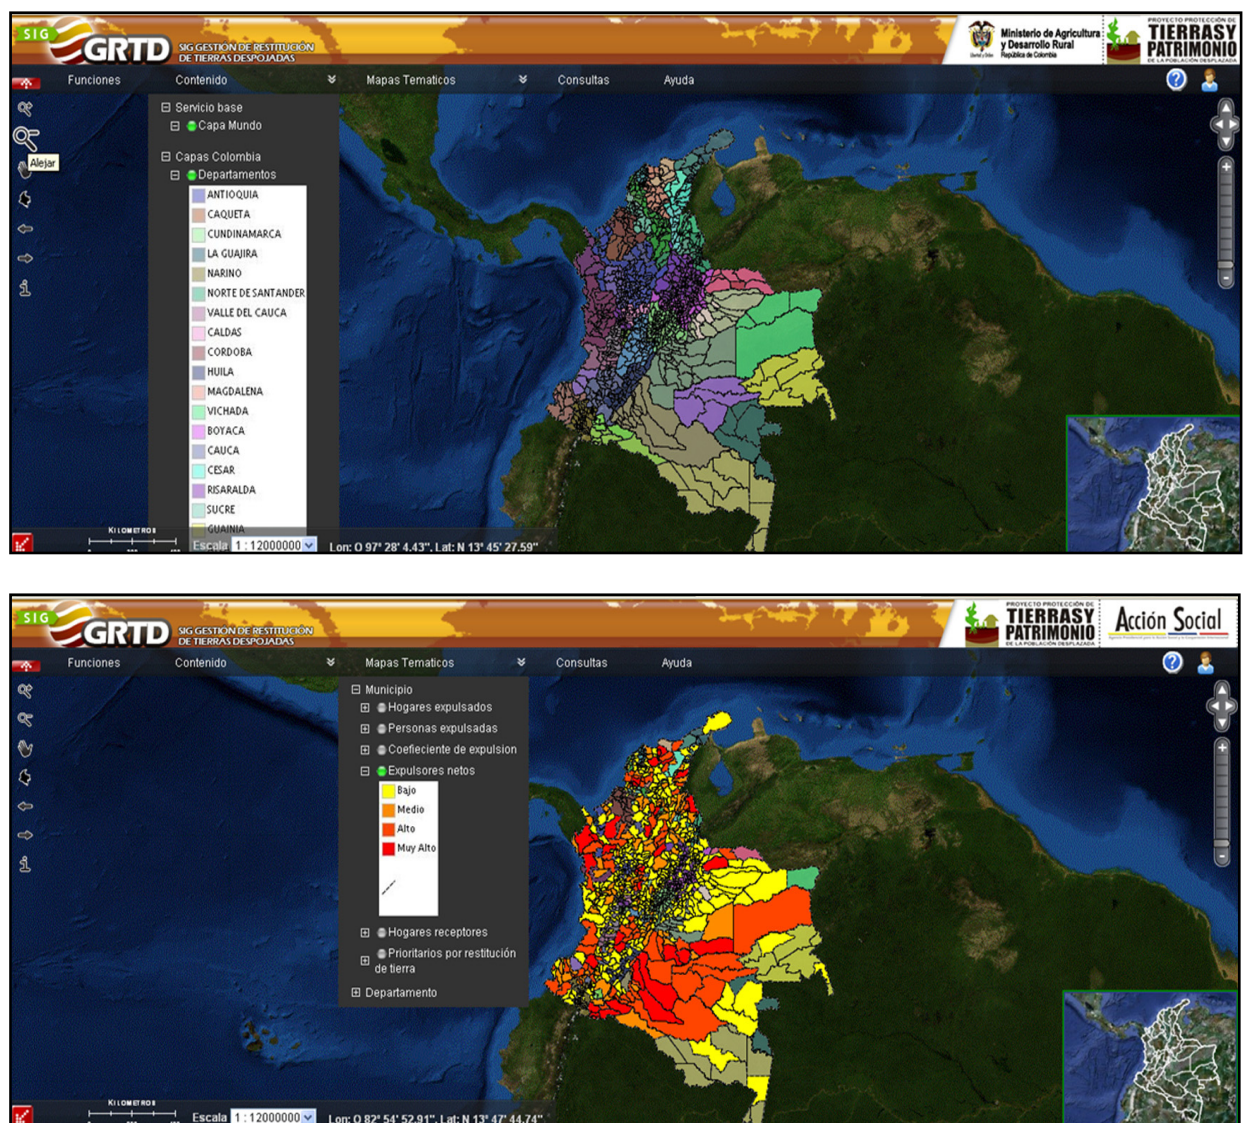 SIG
GRTD
SIG GESTION DE RESTITUCIÓN
DE TIERRAS DESPOJADAS
Ministerio de Agricultura
y Desarrollo Rural
República de Colombia
PROYECTO PROTECCIÓN DE
TIERRAS Y
PATRIMONIO
DE LA POBLACIÓN DESPLAZADA
Funciones
Contenido
Mapas Tematicos
Consultas
Ayuda
Servicio base
Capa Mundo
Alejar
Capas Colombia
Departamentos
ANTIOQUIA
CAQUETA
CUNDINAMARCA
LA GUAJIRA
NARINO
NORTE DE SANTANDER
VALLE DEL CAUCA
CALDAS
CORDOBA
HUILA
MAGDALENA
VICHADA
BOYACA
CAUCA
CESAR
RISARALDA
SUCRE
GUAINIA
KILOMETROS
Escala 1 : 12000000
Lon: O 97° 28' 4.43", Lat: N 13° 45' 27.59"
SIG
GRTD
SIG GESTION DE RESTITUCIÓN
DE TIERRAS DESPOJADAS
PROYECTO PROTECCIÓN DE
TIERRAS Y
PATRIMONIO
DE LA POBLACIÓN DESPLAZADA
Acción Social
Funciones
Contenido
Mapas Tematicos
Consultas
Ayuda
Municipio
Hogares expulsados
Personas expulsadas
Coefieciente de expulsion
Expulsores netos
Bajo
Medio
Alto
Muy Alto
Hogares receptores
Prioritarios por restitución
de tierra
Departamento
KILOMETROS
Escala 1 : 12000000
Lon: O 82° 54' 52.91", Lat: N 13° 47' 44.74"